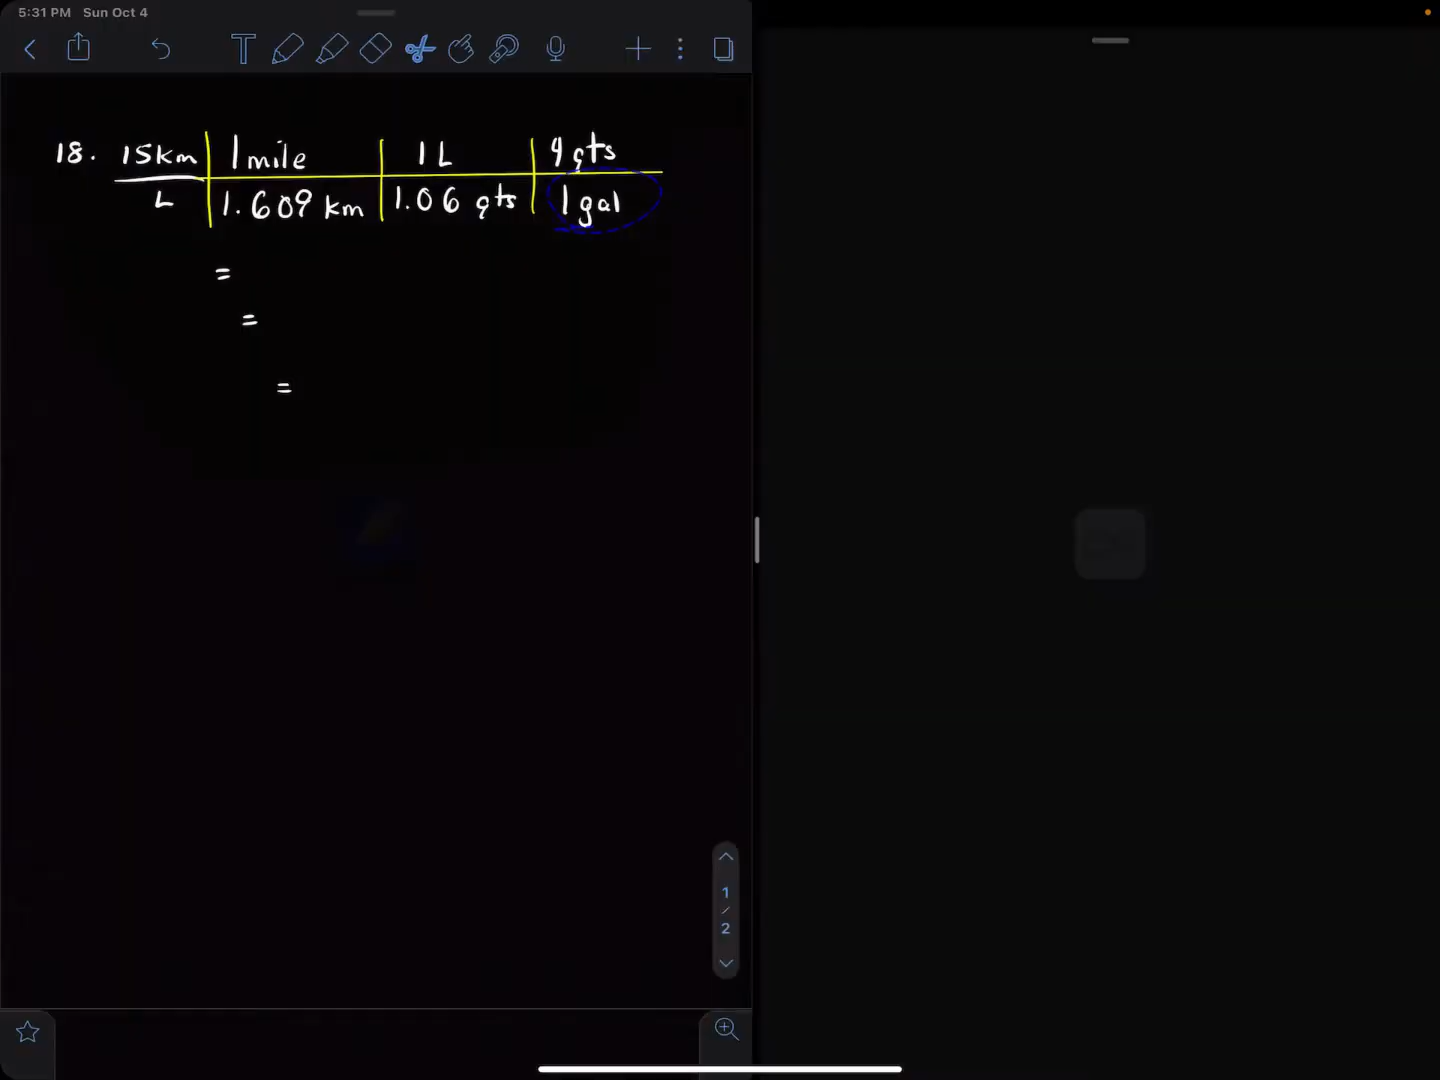 5:31 PM Sun Oct 4
T
18. 15km 1 mile 1 L 4 qts
L 1.609 km 1.06 qts 1 gal
=
=
=
1
/
2